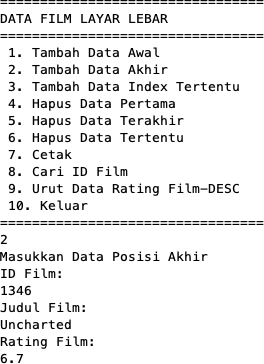 =================================
DATA FILM LAYAR LEBAR
=================================
1. Tambah Data Awal
2. Tambah Data Akhir
3. Tambah Data Index Tertentu
4. Hapus Data Pertama
5. Hapus Data Terakhir
6. Hapus Data Tertentu
7. Cetak
8. Cari ID Film
9. Urut Data Rating Film-DESC
10. Keluar
=================================
2
Masukkan Data Posisi Akhir
ID Film:
1346
Judul Film:
Uncharted
Rating Film:
6.7